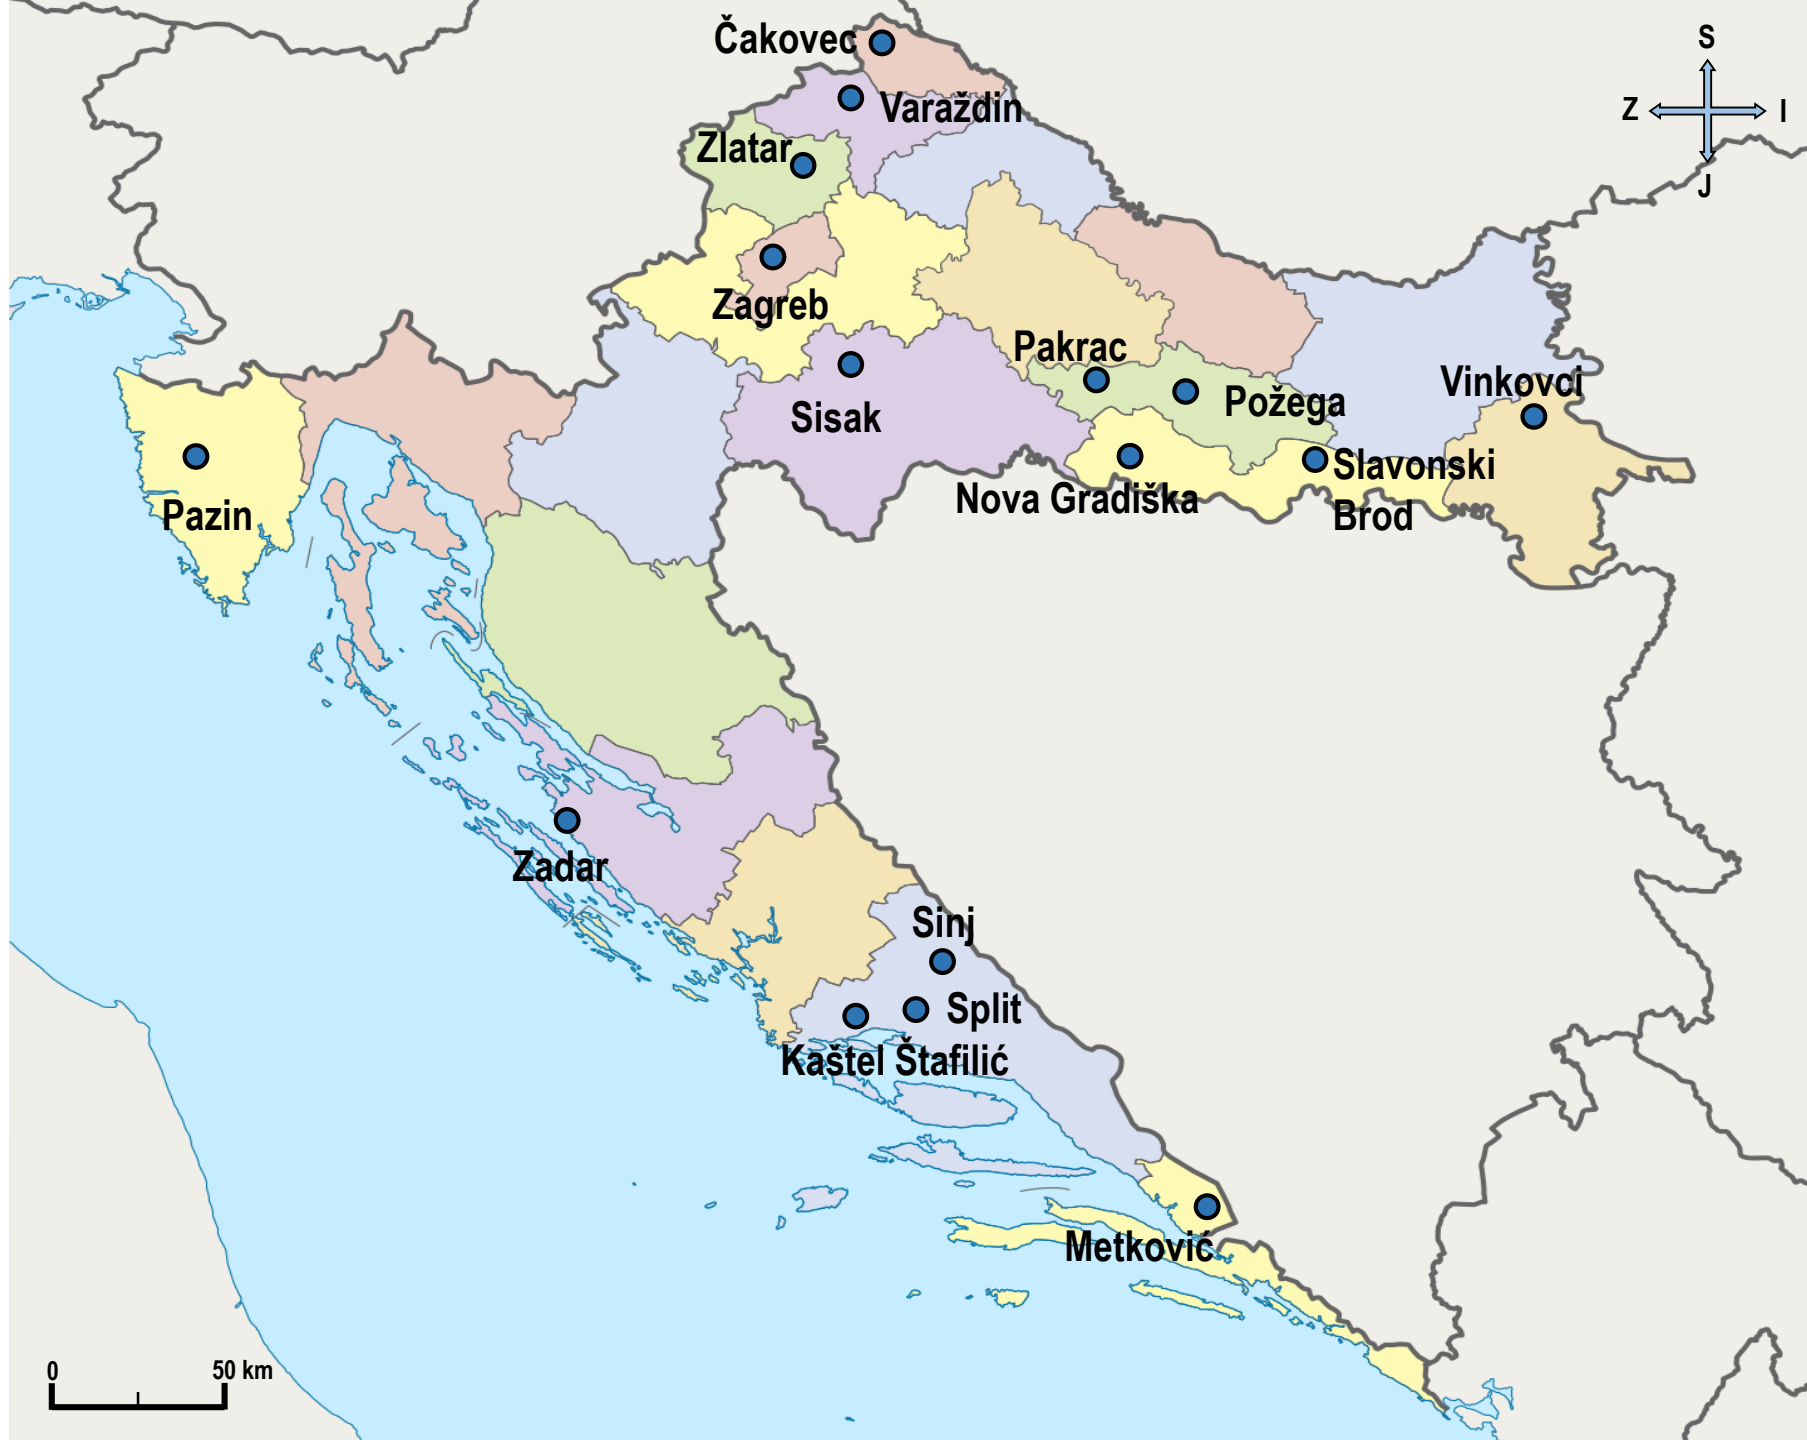 Čakovec
S
Varaždin
Z
I
Zlatar
J
Zagreb
Pakrac
Vinkovci
Požega
Sisak
Slavonski
Brod
Nova Gradiška
Pazin
Zadar
Sinj
Split
Kaštel Štafilić
Metković
0
50 km